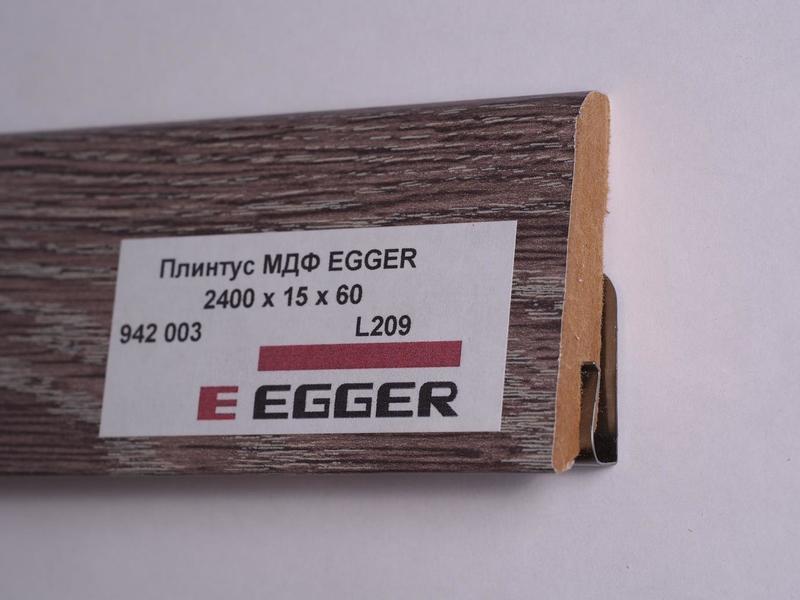 Плинтус МДФ EGGER
2400 x 15 x 60
942 003 L209
E EGGER